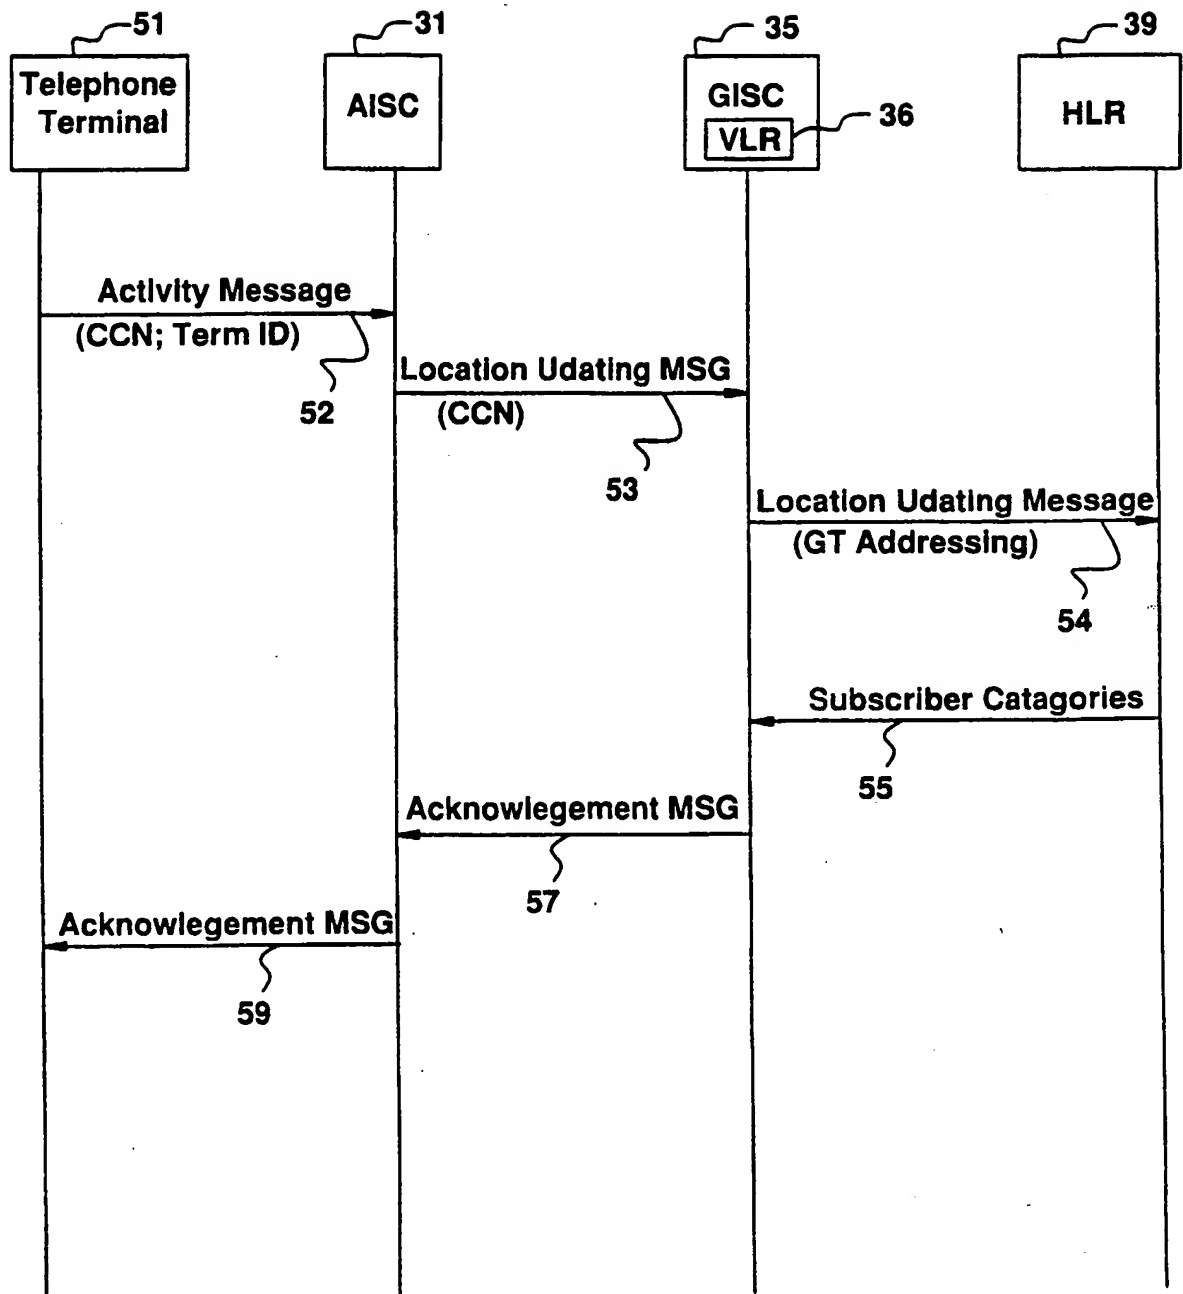 51
31
35
39
Telephone
Terminal
AISC
GISC
VLR
36
HLR
Activity Message
(CCN; Term ID)
52
Location Udating MSG
(CCN)
53
Location Udating Message
(GT Addressing)
54
Subscriber Catagories
55
Acknowlegement MSG
57
Acknowlegement MSG
59